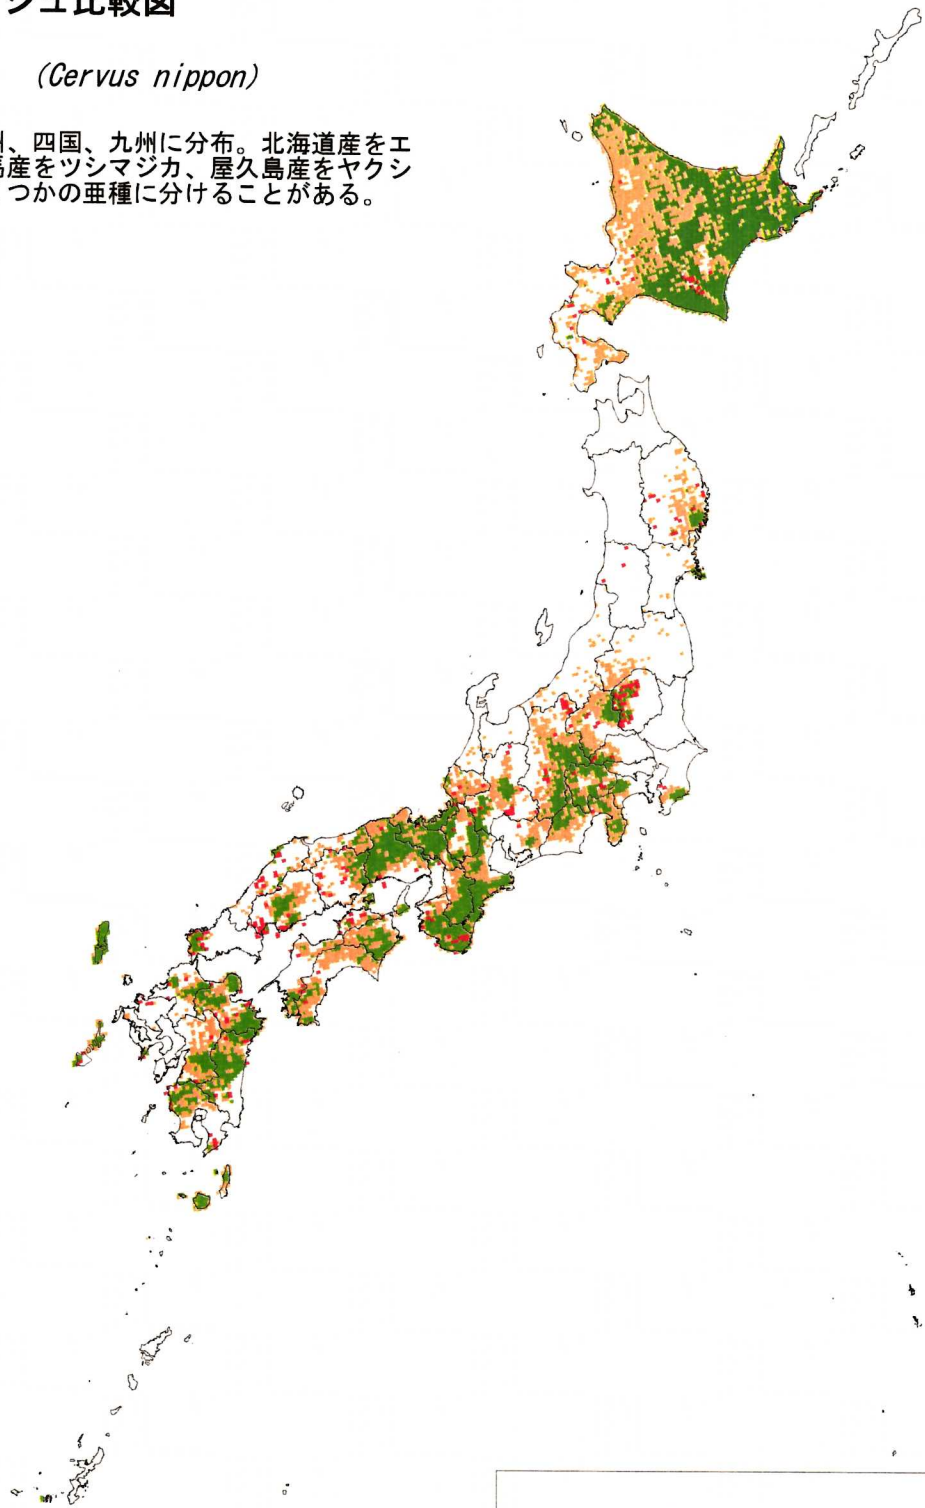 シュ比較図
(Cervus nippon)
州、四国、九州に分布。北海道産をエ
馬産をツシマジカ、屋久島産をヤクシ
つかの亜種に分けることがある。